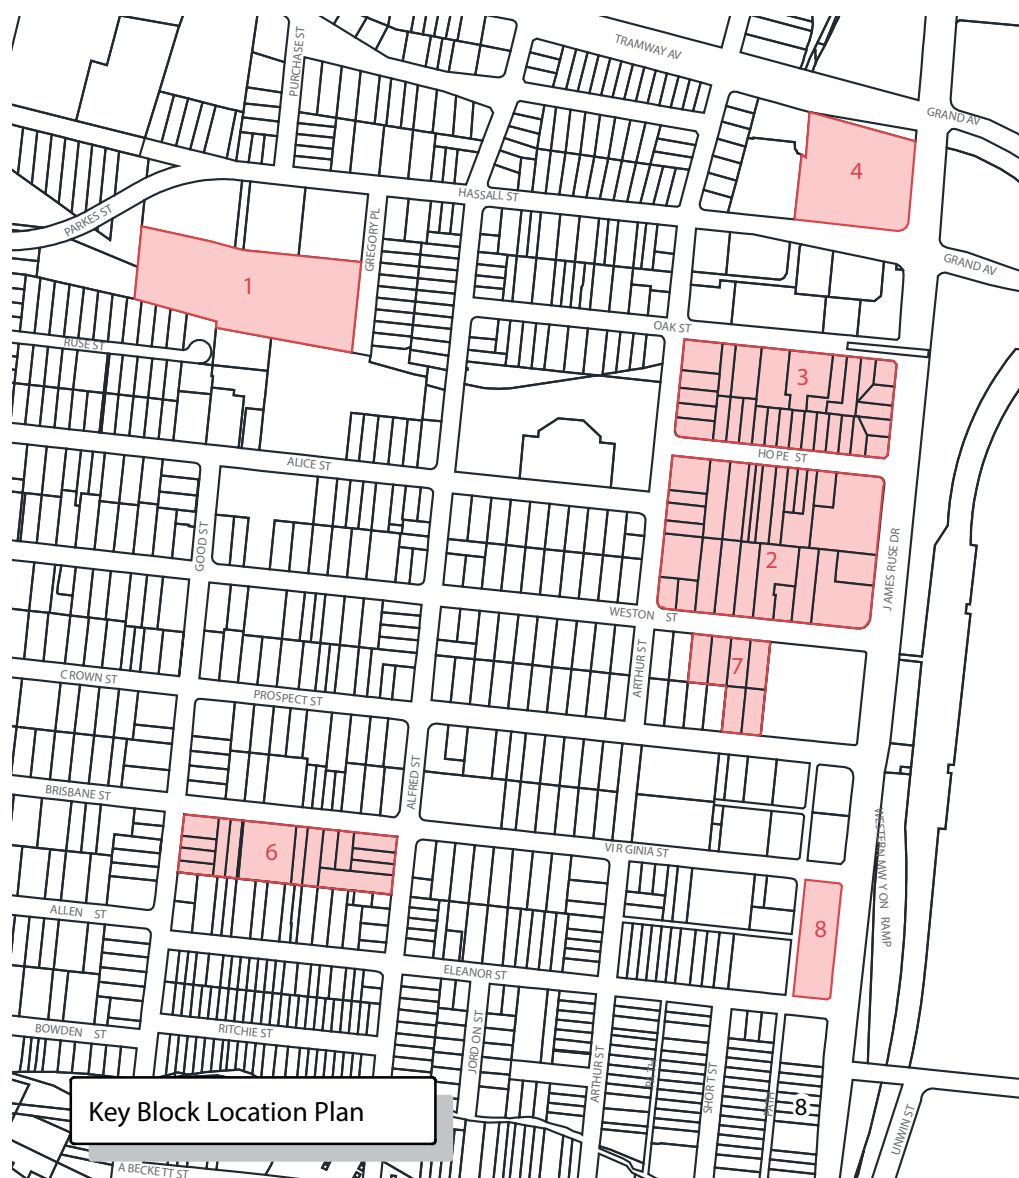 PURCHASE ST
TRAMWAY AV
GRAND AV
4
HASSALL ST
PARKES ST
GREGORY PL
GRAND AV
1
OAK ST
RUSE ST
3
HOPE ST
ALICE ST
GOOD ST
JAMES RUSE DR
2
WESTON ST
ARTHUR ST
7
CROWN ST
PROSPECT ST
ALFRED ST
BRISBANE ST
WESTERN MWY ON RAMP
6
VIRGINIA ST
ALLEN ST
8
ELEANOR ST
BOWDEN ST
RITCHIE ST
JORDON ST
ARTHUR ST
SHORT ST
PATH
8
UNWIN ST
Key Block Location Plan
A BECKETT ST